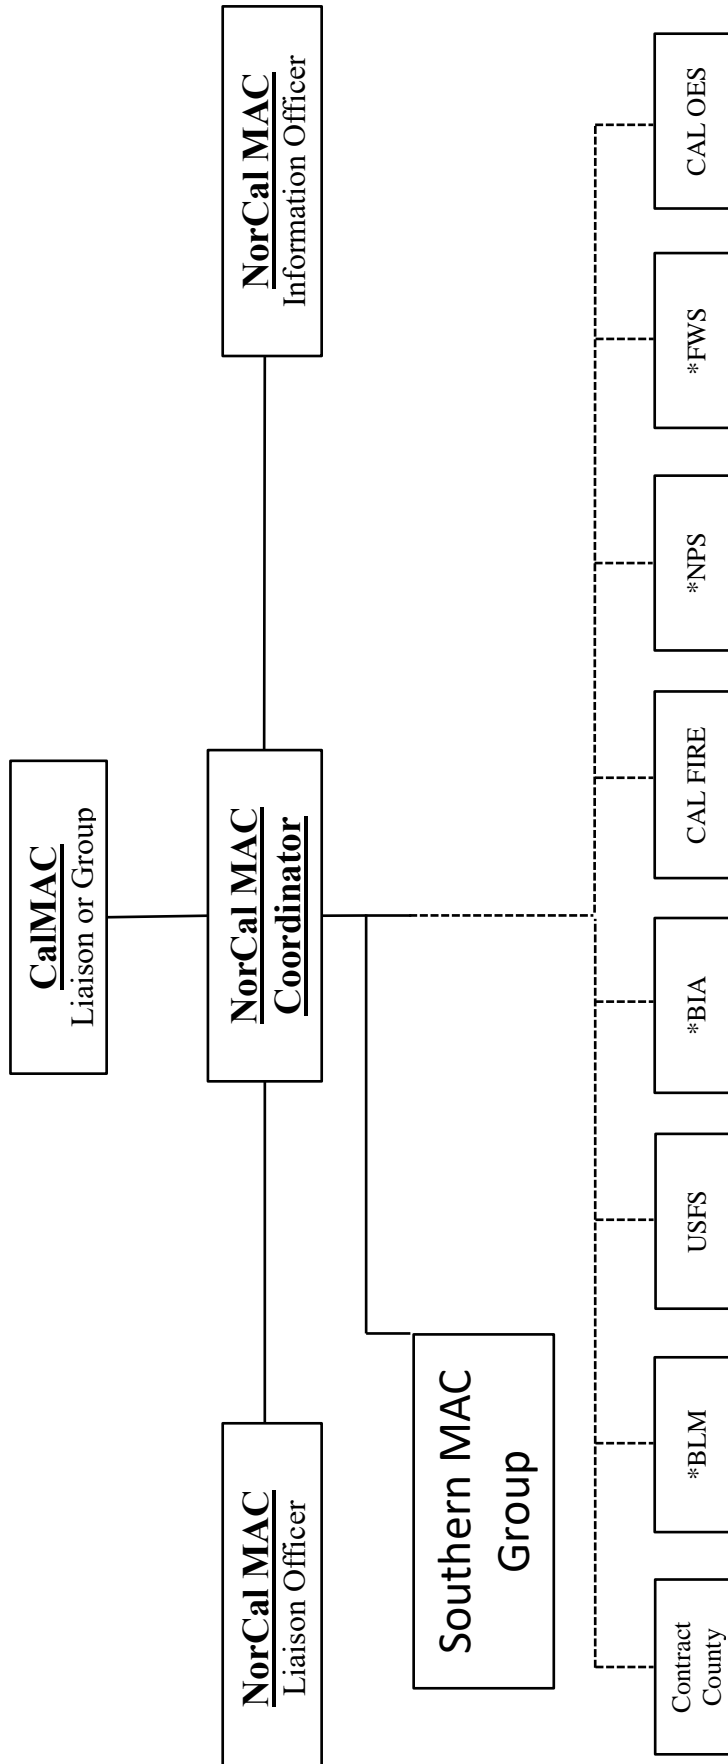 CalMAC
Liaison or Group
NorCal MAC
Liaison Officer
NorCal MAC
Coordinator
NorCal MAC
Information Officer
Southern MAC
Group
Contract
County
*BLM
USFS
*BIA
CAL FIRE
*NPS
*FWS
CAL OES